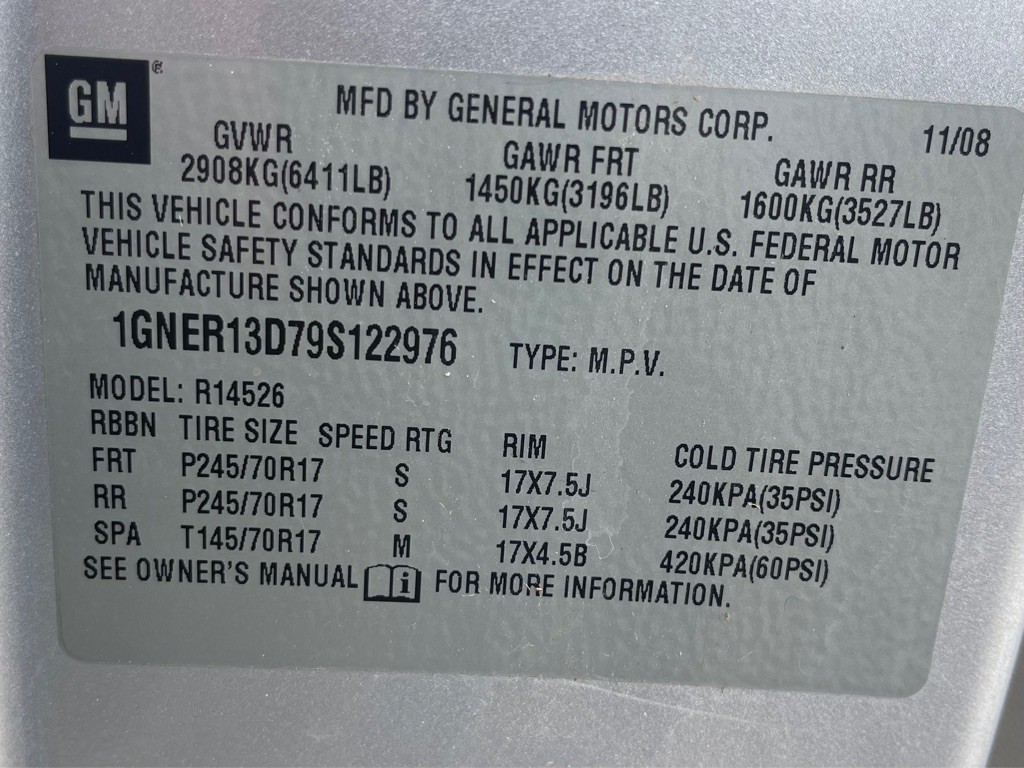 GM
MFD BY GENERAL MOTORS CORP. 11/08
GVWR GAWR FRT GAWR RR
2908KG(6411LB) 1450KG(3196LB) 1600KG(3527LB)
THIS VEHICLE CONFORMS TO ALL APPLICABLE U.S. FEDERAL MOTOR
VEHICLE SAFETY STANDARDS IN EFFECT ON THE DATE OF
MANUFACTURE SHOWN ABOVE.
1GNER13D79S122976 TYPE: M.P.V.
MODEL: R14526
RBBN TIRE SIZE SPEED RTG RIM COLD TIRE PRESSURE
FRT P245/70R17 S 17X7.5J 240KPA(35PSI)
RR P245/70R17 S 17X7.5J 240KPA(35PSI)
SPA T145/70R17 M 17X4.5B 420KPA(60PSI)
SEE OWNER'S MANUAL i FOR MORE INFORMATION.